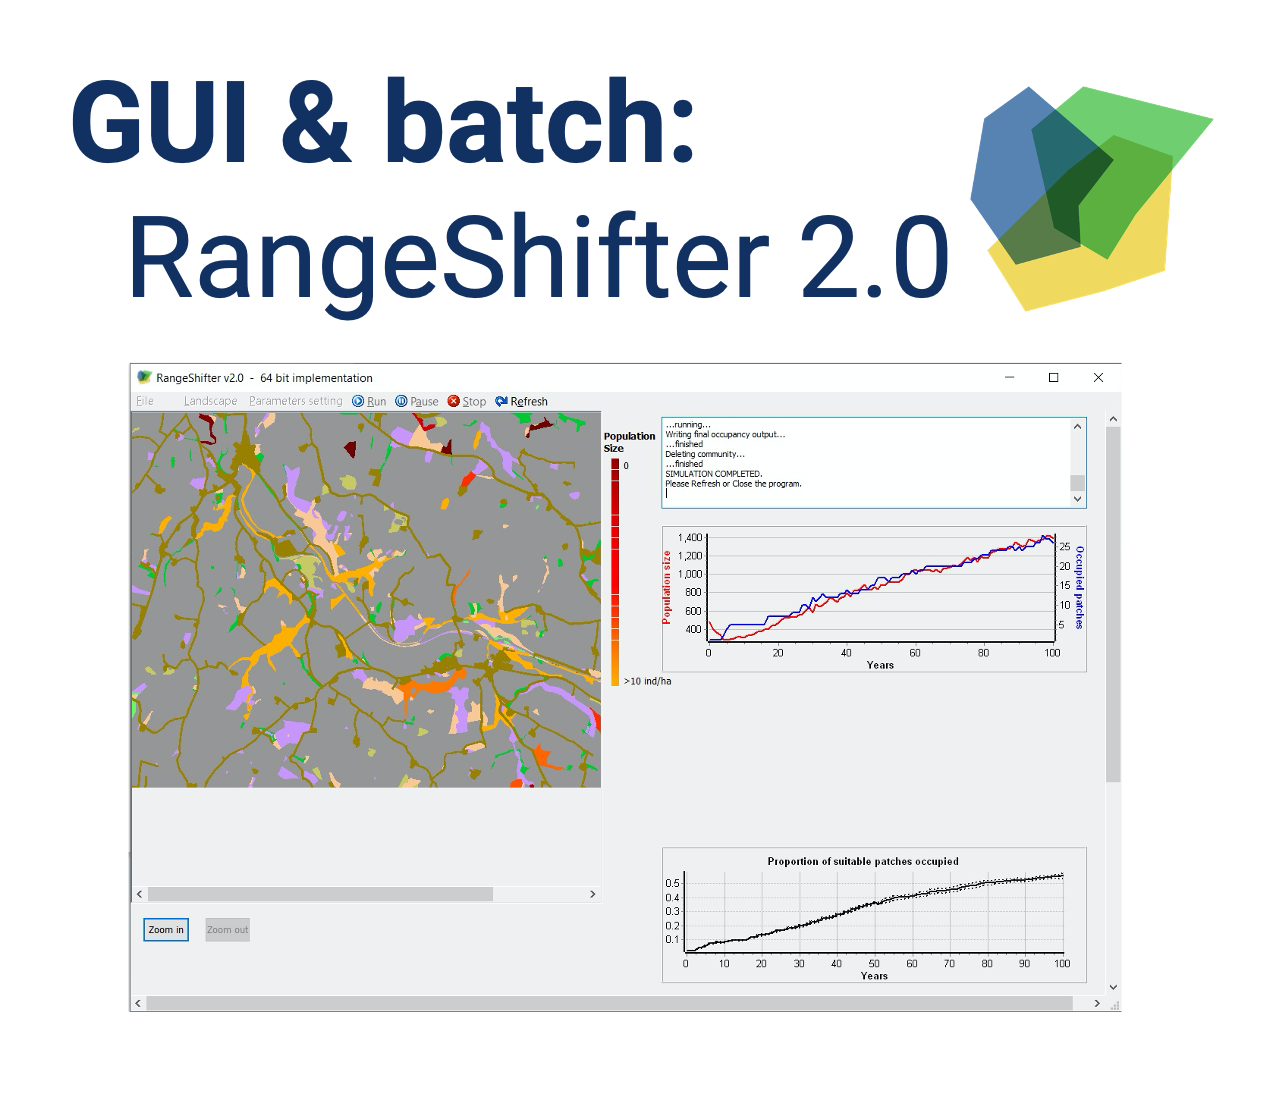 GUI & batch:
RangeShifter 2.0
RangeShifter v2.0 - 64 bit implementation
File Landscape Parameters setting Run Pause Stop Refresh
Population
Size
0
>10 ind/ha
...running...
Writing final occupancy output...
...finished
Deleting community...
...finished
SIMULATION COMPLETED.
Please Refresh or Close the program.
Population size
1,400
1,200
1,000
800
600
400
25
20
15
10
5
Occupied patches
0 20 40 60 80 100
Years
Proportion of suitable patches occupied
0.5
0.4
0.3
0.2
0.1
0 10 20 30 40 50 60 70 80 90 100
Years
Zoom in Zoom out